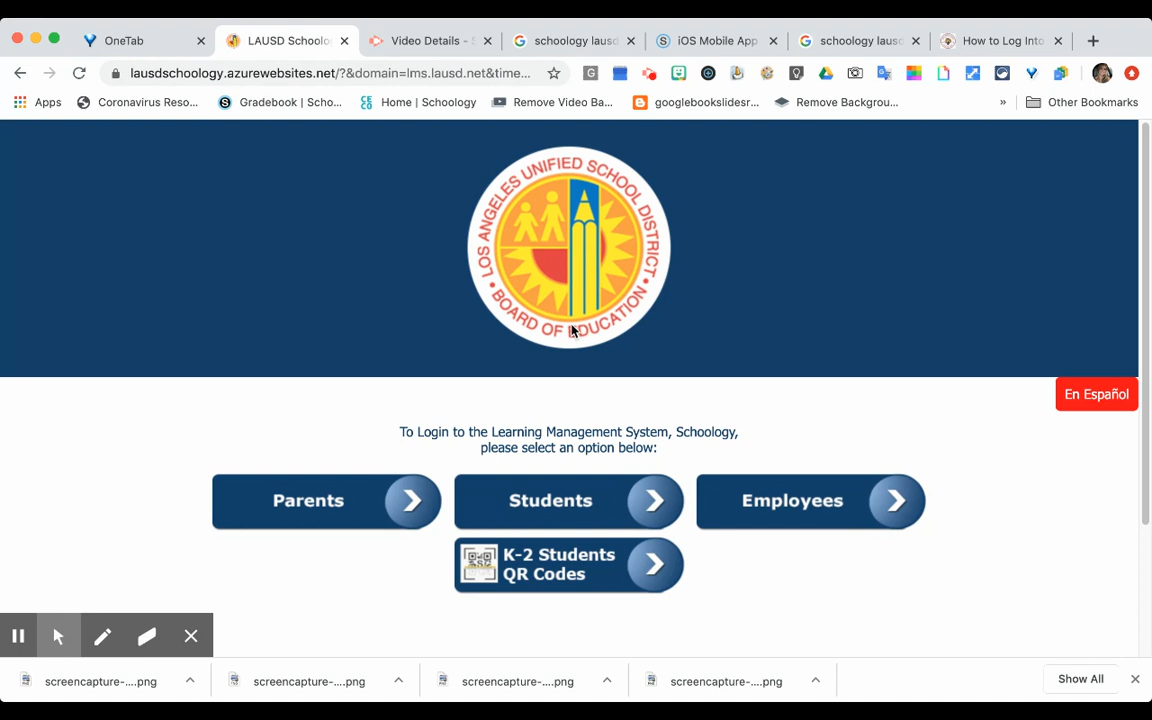 OneTab
LAUSD Schoolo
Video Details - S
schoology laus
iOS Mobile App
schoology laus
How to Log Into
lausdschoology.azurewebsites.net/?&domain=lms.lausd.net&time...
Apps
Coronavirus Reso...
Gradebook | Scho...
Home | Schoology
Remove Video Ba...
googlebookslidesr...
Remove Backgrou...
»
Other Bookmarks
LOS ANGELES UNIFIED SCHOOL DISTRICT
BOARD OF EDUCATION
En Español
To Login to the Learning Management System, Schoology,
please select an option below:
Parents
Students
Employees
K-2 Students
QR Codes
screencapture-....png
screencapture-....png
screencapture-....png
screencapture-....png
Show All